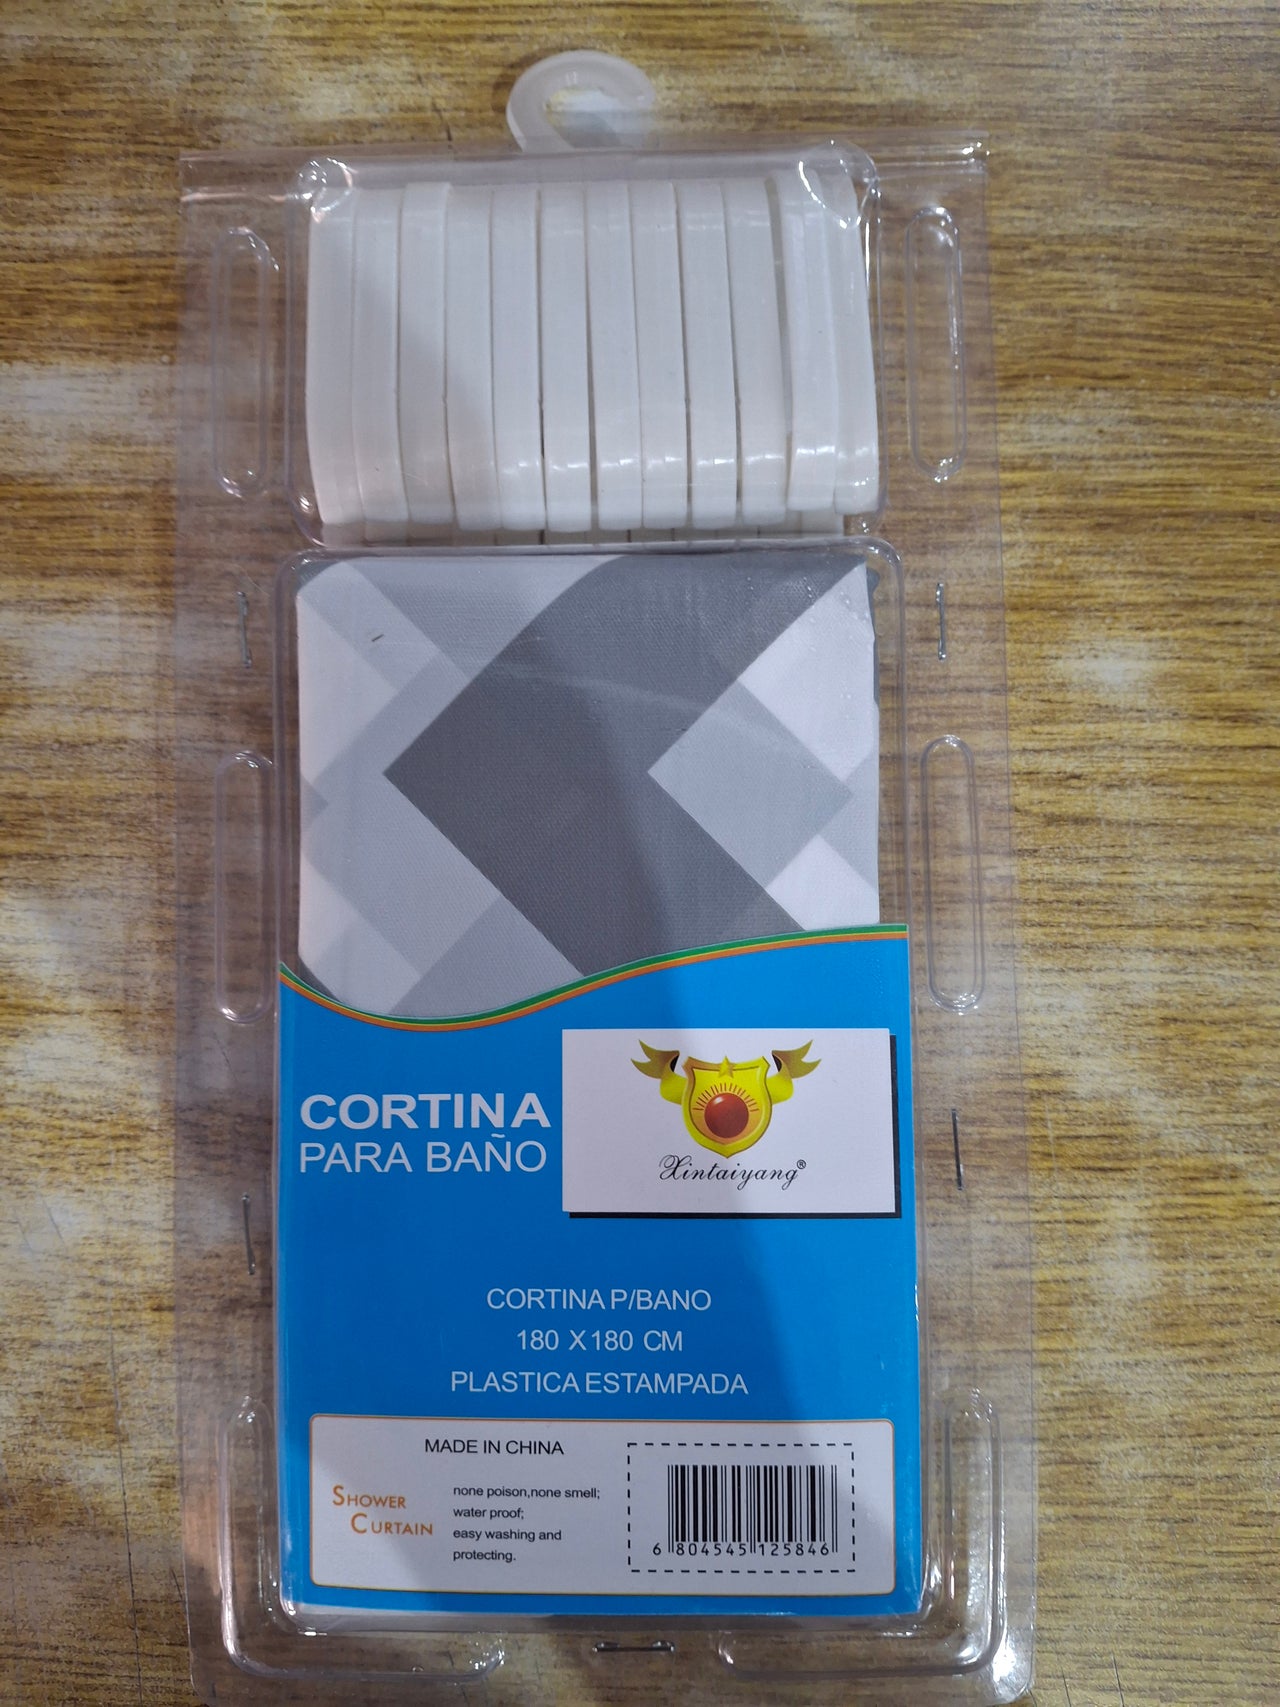 CORTINA
PARA BAÑO
Xintaiyang®
CORTINA P/BANO
180 X 180 CM
PLASTICA ESTAMPADA
MADE IN CHINA
SHOWER
CURTAIN
none poison,none smell;
water proof;
easy washing and
protecting.
6 804545 125846